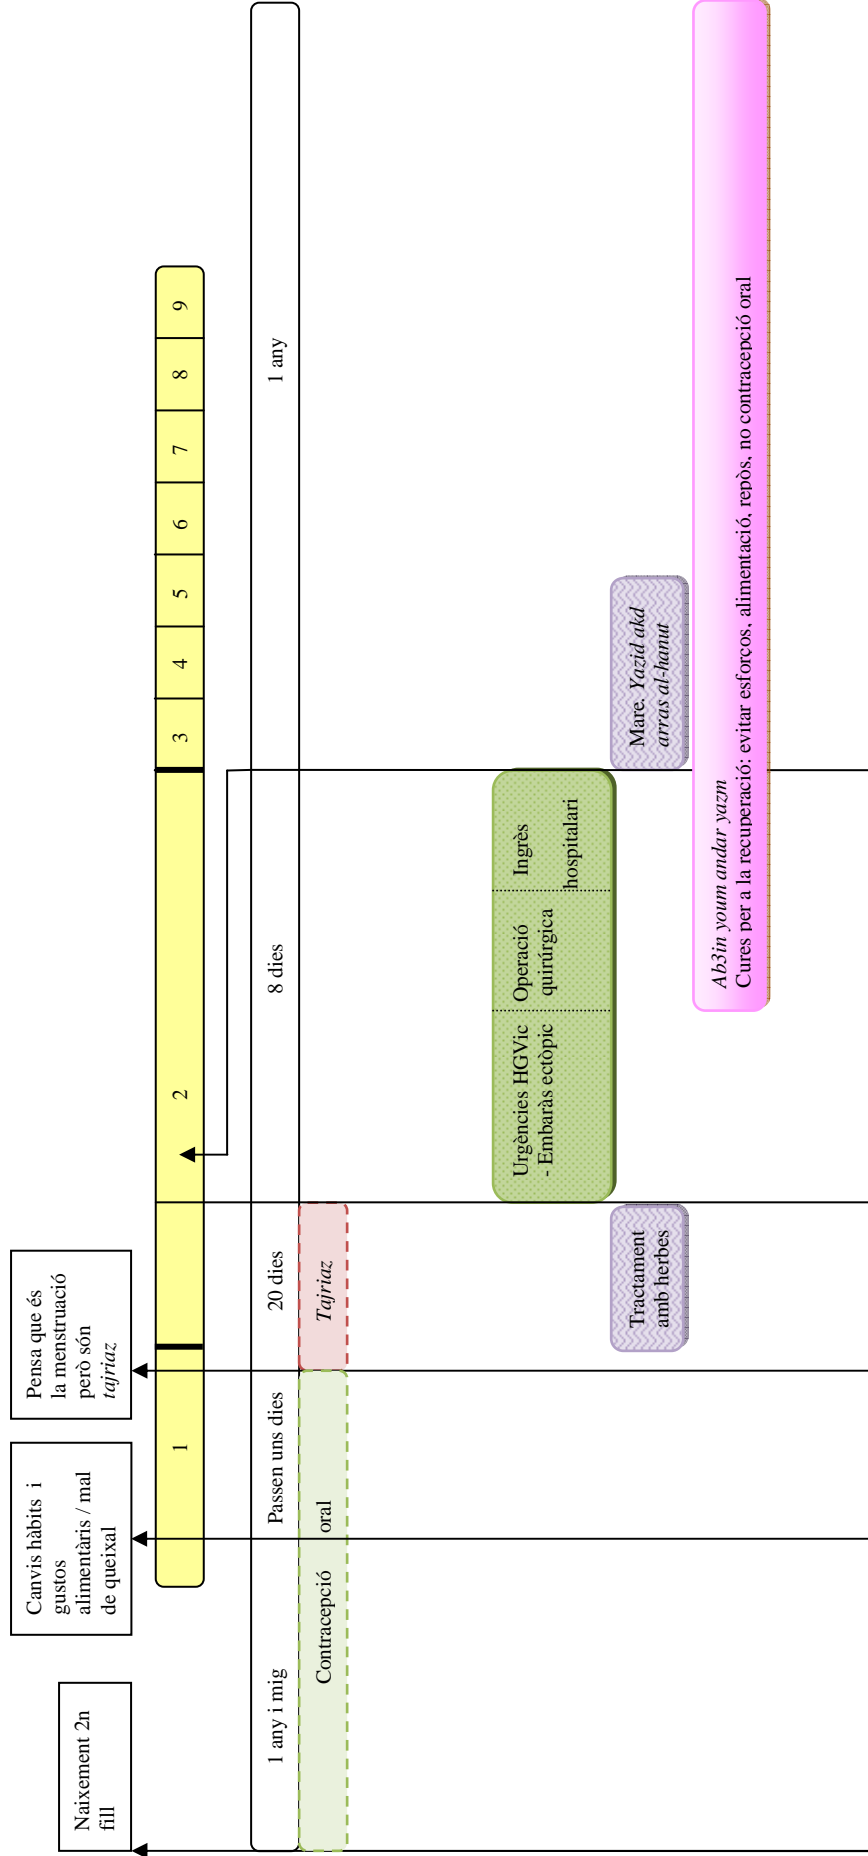 Naixement 2n
fill
Canvis hàbits i
gustos
alimentàris / mal
de queixal
Pensa que és
la menstruació
però són
tajriaz
1
2
3
4
5
6
7
8
9
1 any i mig
Passen uns dies
20 dies
8 dies
1 any
Contracepció oral
Tajriaz
Urgències HGVic
- Embaràs ectòpic
Operació
quirúrgica
Ingrès
hospitalari
Tractament
amb herbes
Mare. Yazid akd
arras al-hanut
Ab3in youm andar yazm
Cures per a la recuperació: evitar esforços, alimentació, repòs, no contracepció oral